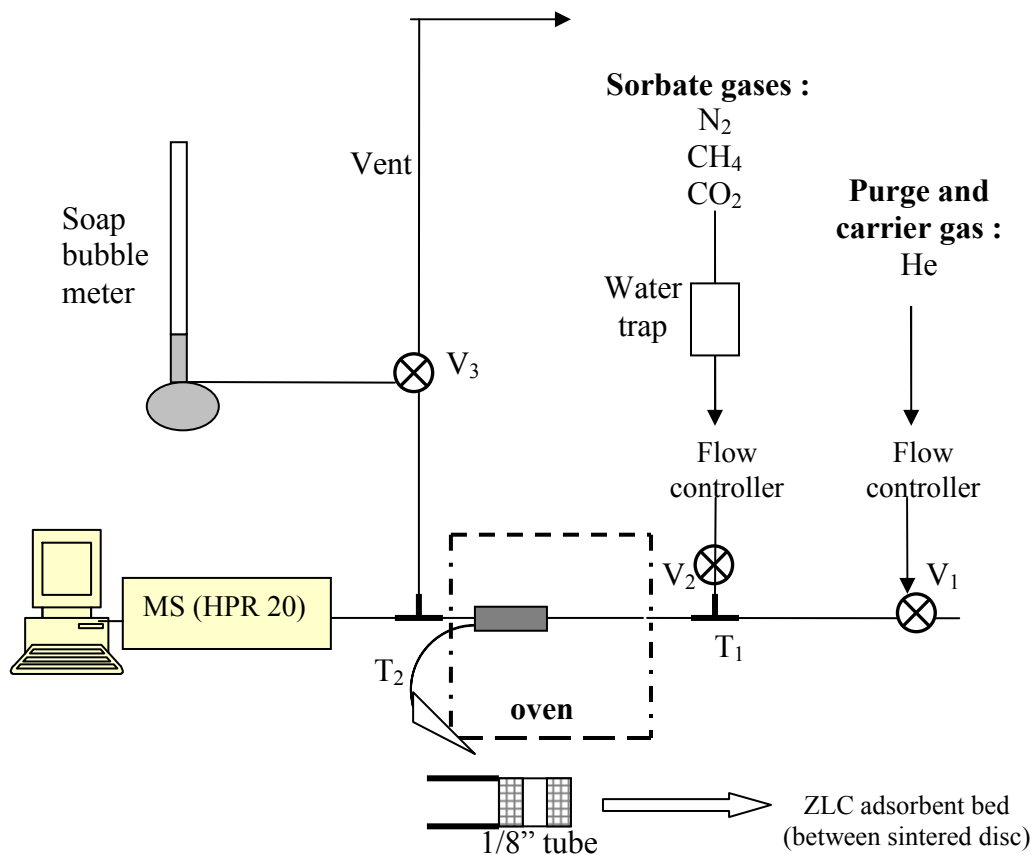 Sorbate gases :
N₂
CH₄
CO₂
Vent
Purge and
carrier gas :
He
Soap
bubble
meter
Water
trap
V₃
Flow
controller
Flow
controller
V₂
V₁
MS (HPR 20)
T₁
T₂
oven
ZLC adsorbent bed
(between sintered disc)
1/8” tube